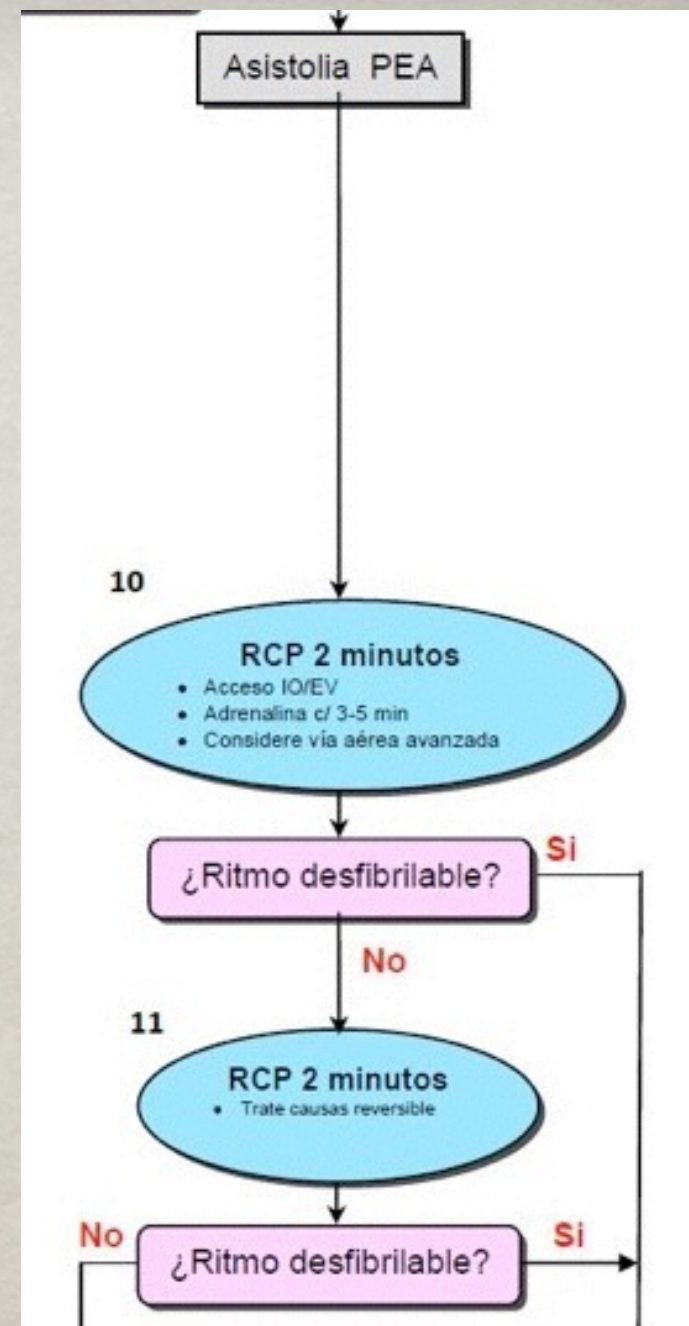 Asistolia PEA
10
RCP 2 minutos
• Acceso IO/EV
• Adrenalina c/ 3-5 min
• Considere vía aérea avanzada
¿Ritmo desfibrilable?
Si
No
11
RCP 2 minutos
• Trate causas reversible
No
¿Ritmo desfibrilable?
Si